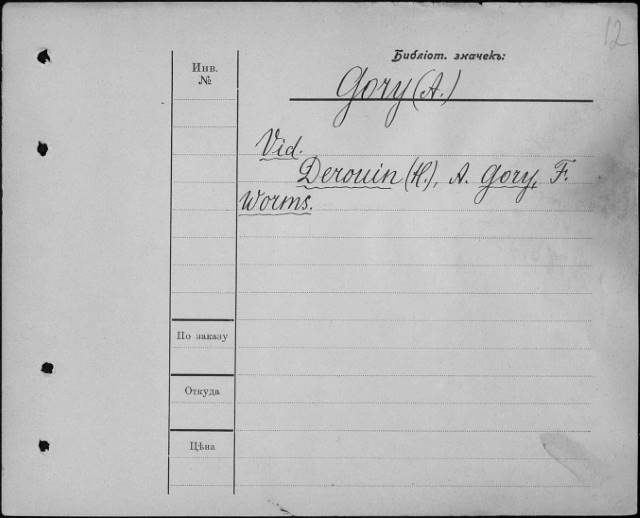 12
Библіот. значекъ:
Инв.
№
Gory (A.)
Vid.
Derouin (H.), A. Gory, F.
Worms.
По заказу
Откуда
Цѣна